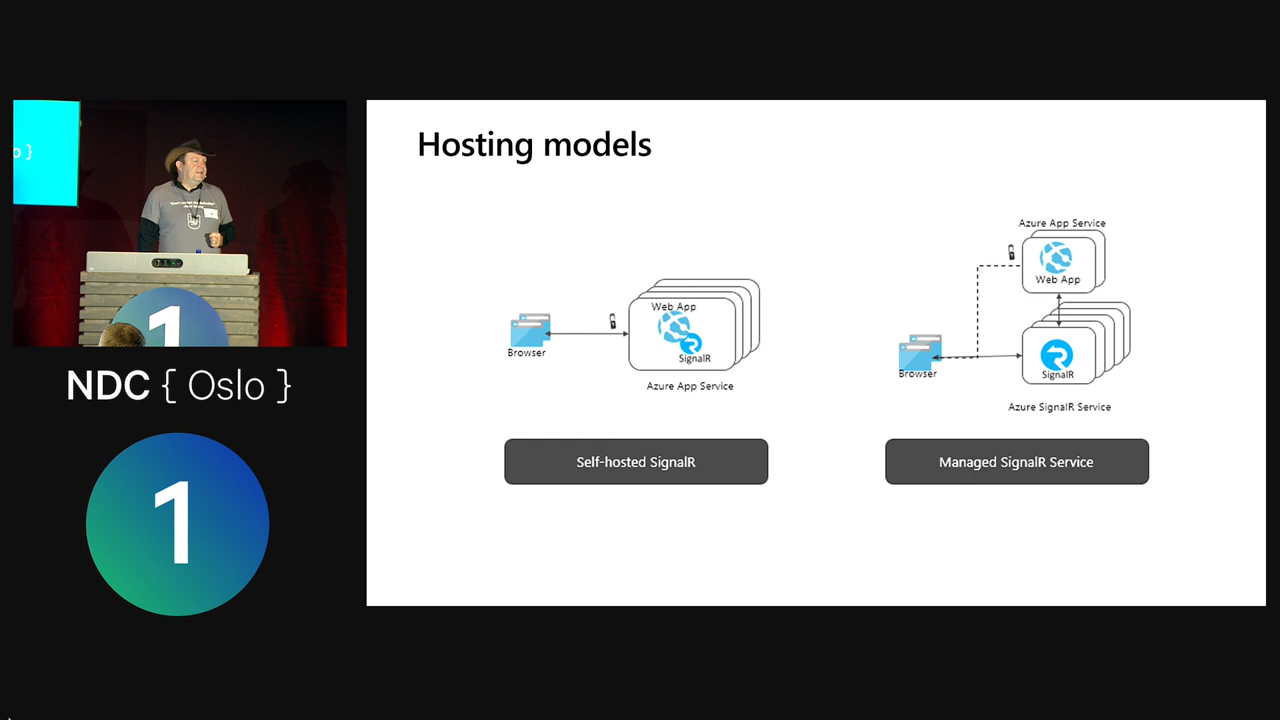 o }
1
NDC { Oslo }
1
Hosting models
Browser
Web App
SignalR
Azure App Service
Self-hosted SignalR
Azure App Service
Web App
Browser
SignalR
Azure SignalR Service
Managed SignalR Service